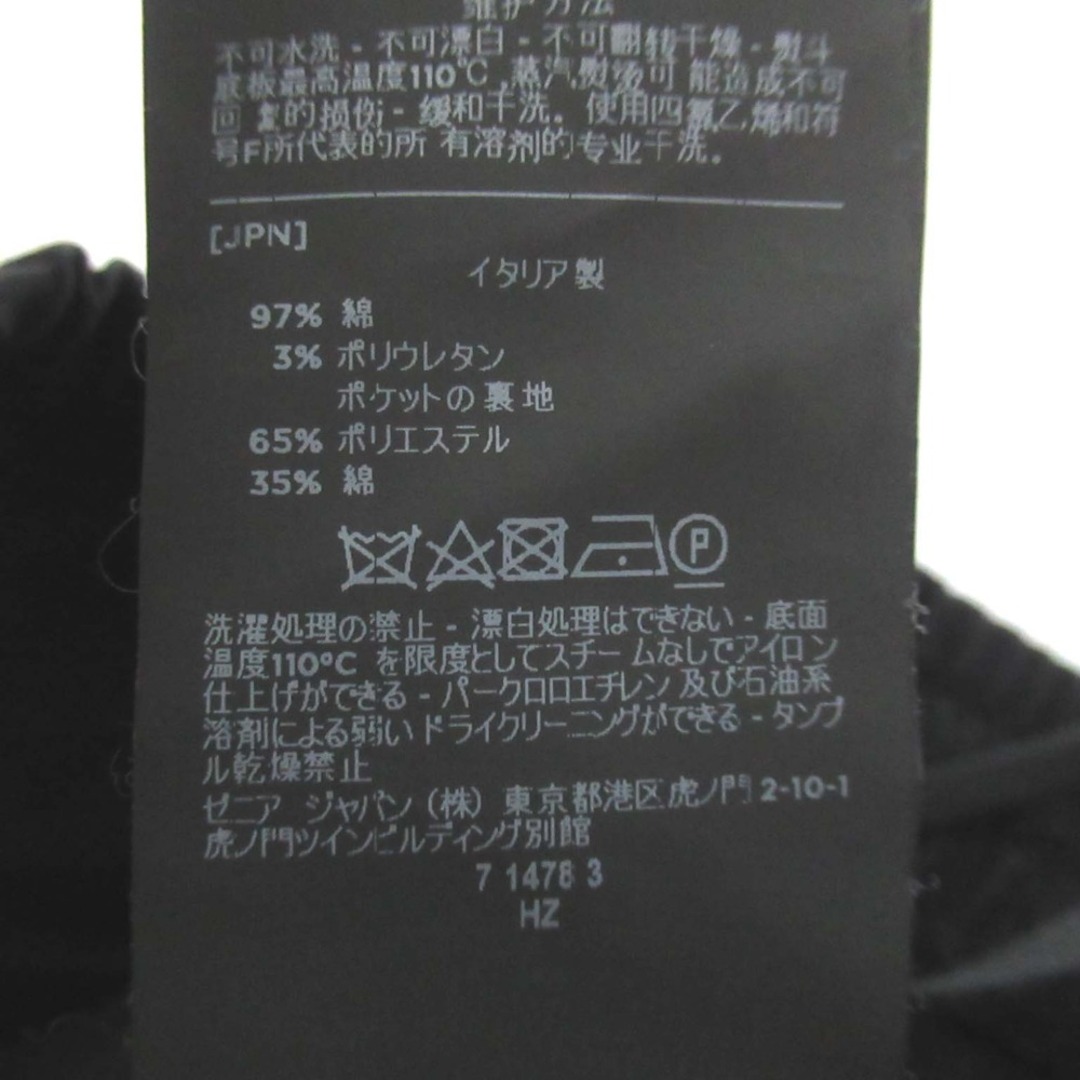 维护方法
不可水洗 - 不可漂白 - 不可翻转干燥 - 熨斗
底板最高温度110°C, 蒸汽熨烫可 能造成不可
回 复的损伤 - 缓和干洗. 使用四氯乙烯和符
号F所代表的所 有溶剂的专业干洗.
[JPN]
イタリア製
97% 綿
3% ポリウレタン
ポケットの裏地
65% ポリエステル
35% 綿
P
洗濯処理の禁止 - 漂白処理はできない - 底面
温度110°C を限度としてスチームなしでアイロン
仕上げができる - パークロロエチレン及び石油系
溶剤による弱いドライクリーニングができる - タンブ
ル乾燥禁止
ゼニア ジャパン (株) 東京都港区虎ノ門 2-10-1
虎ノ門ツインビルディング別館
7 1478 3
HZ